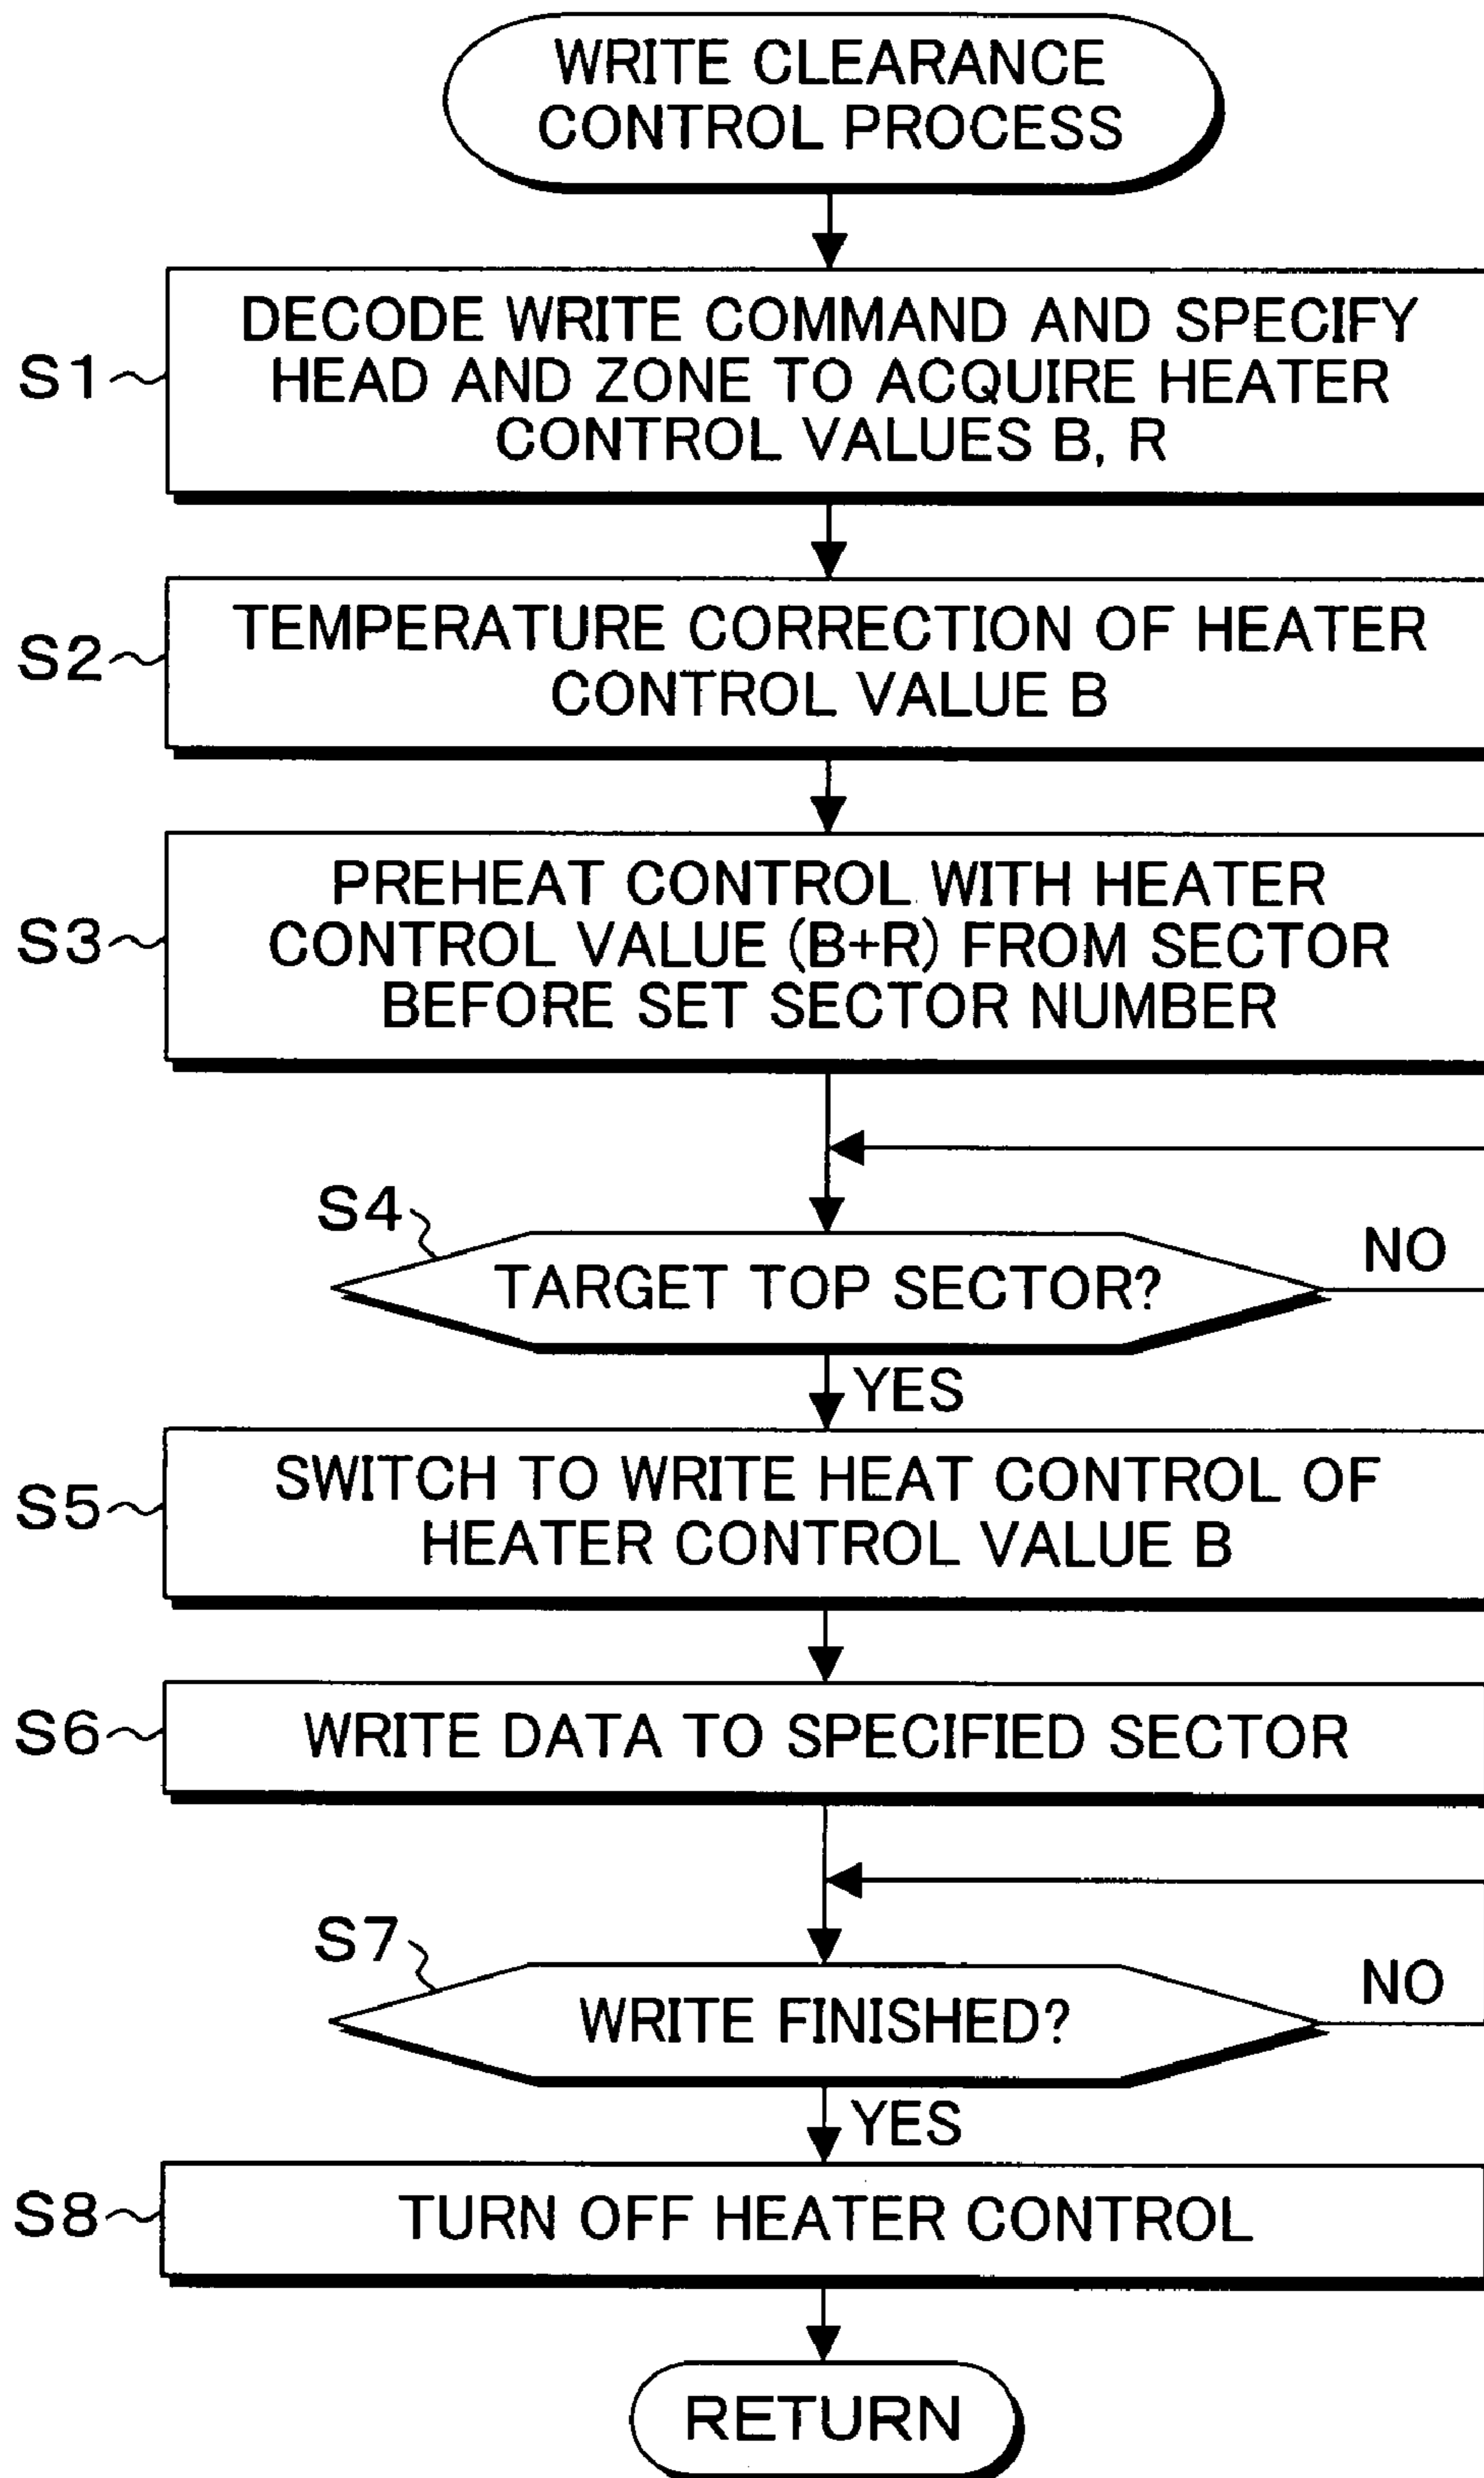 WRITE CLEARANCE
CONTROL PROCESS
S1
DECODE WRITE COMMAND AND SPECIFY
HEAD AND ZONE TO ACQUIRE HEATER
CONTROL VALUES B, R
S2
TEMPERATURE CORRECTION OF HEATER
CONTROL VALUE B
S3
PREHEAT CONTROL WITH HEATER
CONTROL VALUE (B+R) FROM SECTOR
BEFORE SET SECTOR NUMBER
S4
TARGET TOP SECTOR?
NO
YES
S5
SWITCH TO WRITE HEAT CONTROL OF
HEATER CONTROL VALUE B
S6
WRITE DATA TO SPECIFIED SECTOR
S7
WRITE FINISHED?
NO
YES
S8
TURN OFF HEATER CONTROL
RETURN